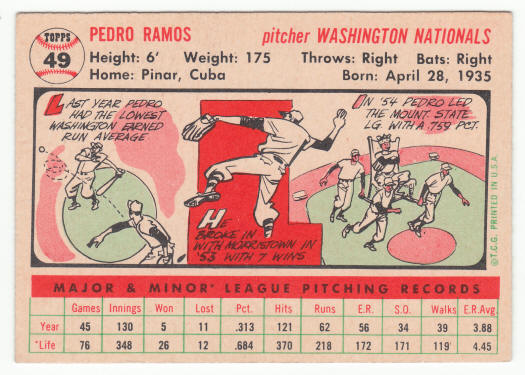 TOPPS
49
PEDRO RAMOS pitcher WASHINGTON NATIONALS
Height: 6' Weight: 175 Throws: Right Bats: Right
Home: Pinar, Cuba Born: April 28, 1935
LAST YEAR PEDRO
HAD THE LOWEST
WASHINGTON EARNED
RUN AVERAGE.
HE
BROKE IN
WITH MORRISTOWN IN
'53 WITH 7 WINS
IN '54 PEDRO LED
THE MOUNT. STATE
LG. WITH A .759 PCT.
©T.C.G. PRINTED IN U.S.A.
MAJOR & MINOR LEAGUE PITCHING RECORDS
Games Innings Won Lost Pct. Hits Runs E.R. S.O. Walks E.R.Avg.
Year 45 130 5 11 .313 121 62 56 34 39 3.88
*Life 76 348 26 12 .684 370 218 172 171 119 4.45